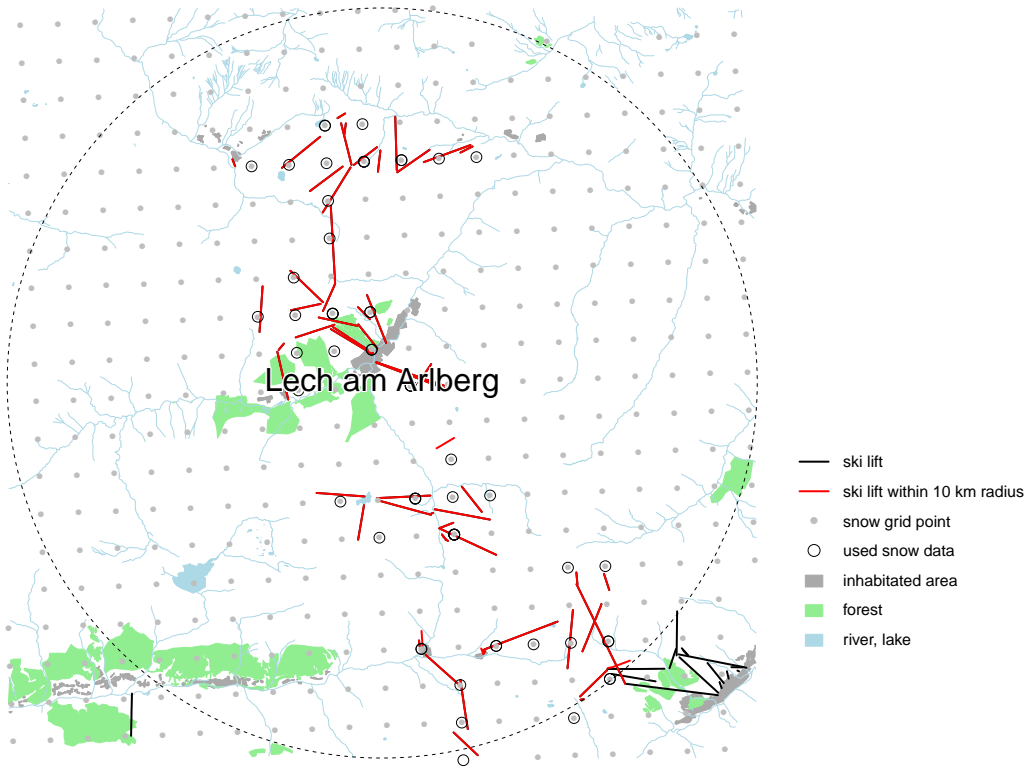 Lech am Arlberg
ski lift
ski lift within 10 km radius
snow grid point
used snow data
inhabitated area
forest
river, lake